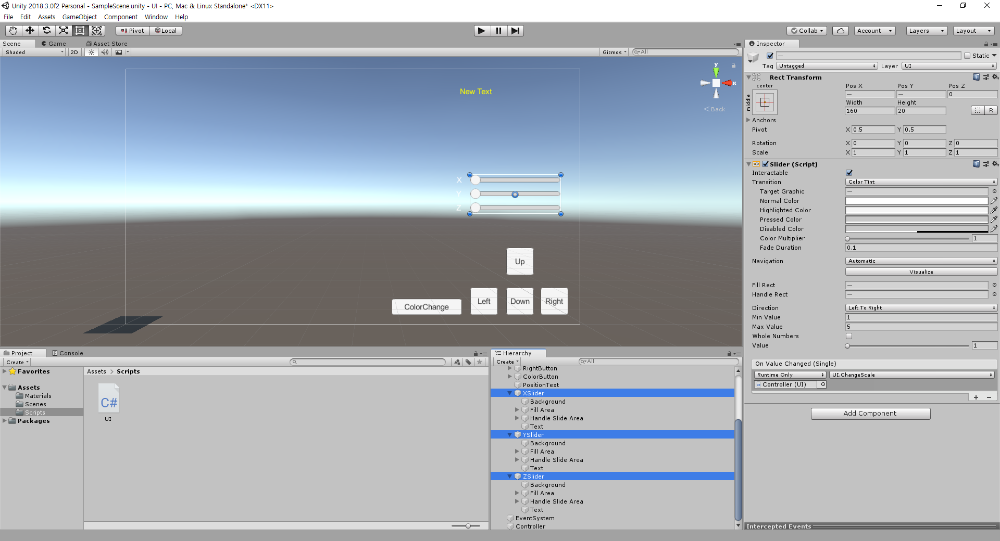 Unity 2018.3.0f2 Personal - SampleScene.unity - UI - PC, Mac & Linux Standalone* <DX11>
File Edit Assets GameObject Component Window Help
Pivot Local Collab Account Layers Layout
Scene Game Asset Store
Shaded 2D Gizmos All
y
x
Back
New Text
X
Y
Z
Up
Left Down Right
ColorChange
Project Console
Create
Favorites
Assets
Materials
Scenes
Scripts
Packages
Assets > Scripts
C#
UI
Hierarchy
Create All
RightButton
ColorButton
PositionText
XSlider
Background
Fill Area
Handle Slide Area
Text
YSlider
Background
Fill Area
Handle Slide Area
Text
ZSlider
Background
Fill Area
Handle Slide Area
Text
EventSystem
Controller
Inspector
— Static
Tag Untagged Layer UI
Rect Transform
center
middle
Pos X Pos Y Pos Z
— — 0
Width Height
160 20 R
Anchors
Pivot X 0.5 Y 0.5
Rotation X 0 Y 0 Z 0
Scale X 1 Y 1 Z 1
Slider (Script)
Interactable
Transition Color Tint
Target Graphic —
Normal Color
Highlighted Color
Pressed Color
Disabled Color
Color Multiplier 1
Fade Duration 0.1
Navigation Automatic
Visualize
Fill Rect —
Handle Rect —
Direction Left To Right
Min Value 1
Max Value 5
Whole Numbers
Value 1
On Value Changed (Single)
Runtime Only UI.ChangeScale
Controller (UI)
+ −
Add Component
Intercepted Events